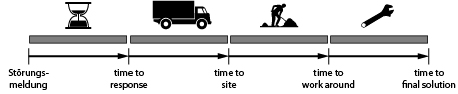 Störungs-
meldung
time to
response
time to
site
time to
work around
time to
final solution